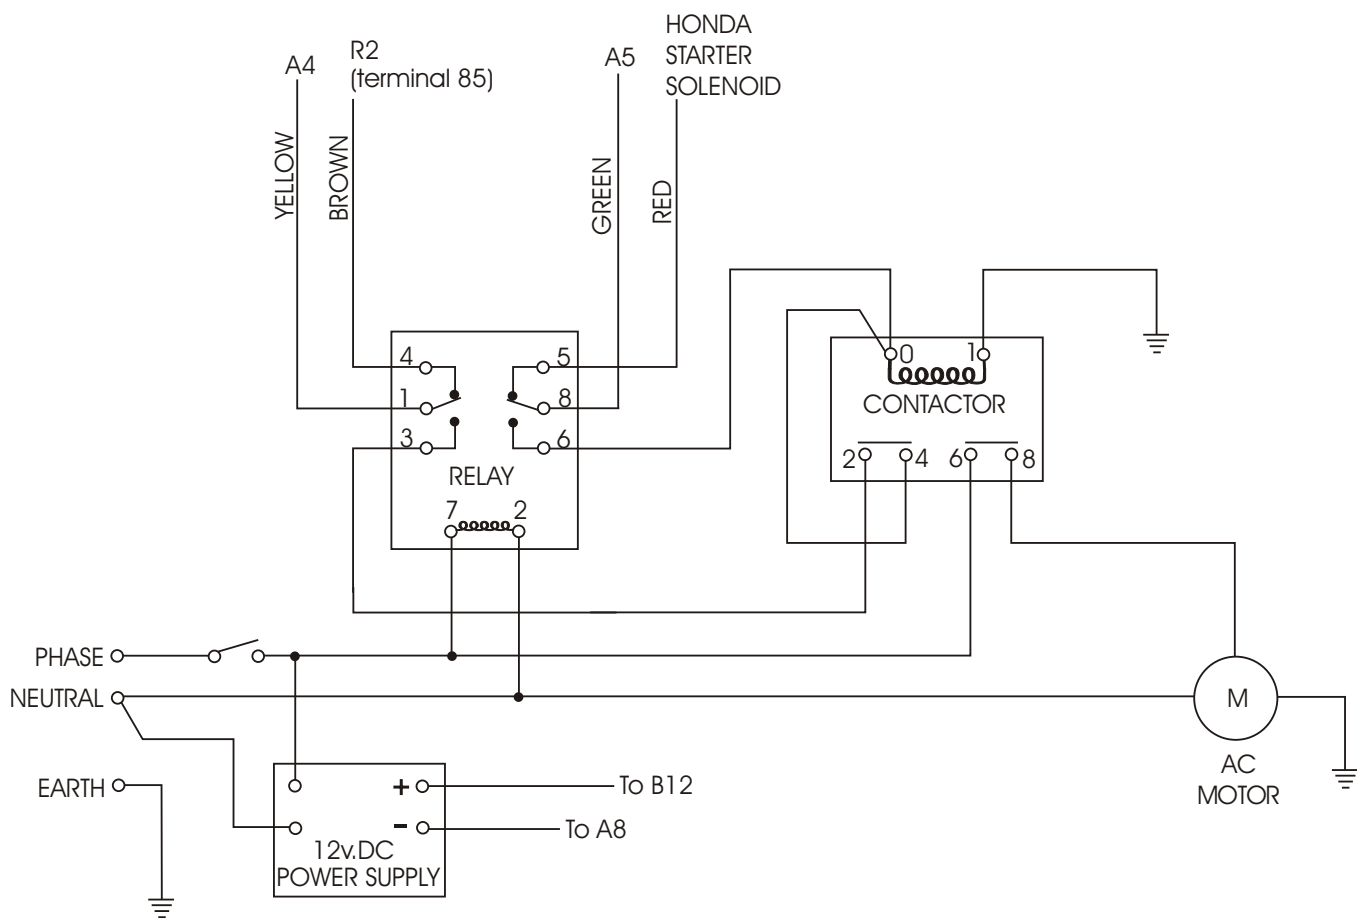 HONDA
STARTER
SOLENOID
A4
R2
(terminal 85)
A5
YELLOW
BROWN
GREEN
RED
4
5
1
8
3
6
RELAY
7
2
0
1
CONTACTOR
2
4
6
8
PHASE
NEUTRAL
EARTH
M
AC
MOTOR
+
To B12
-
To A8
12v.DC
POWER SUPPLY